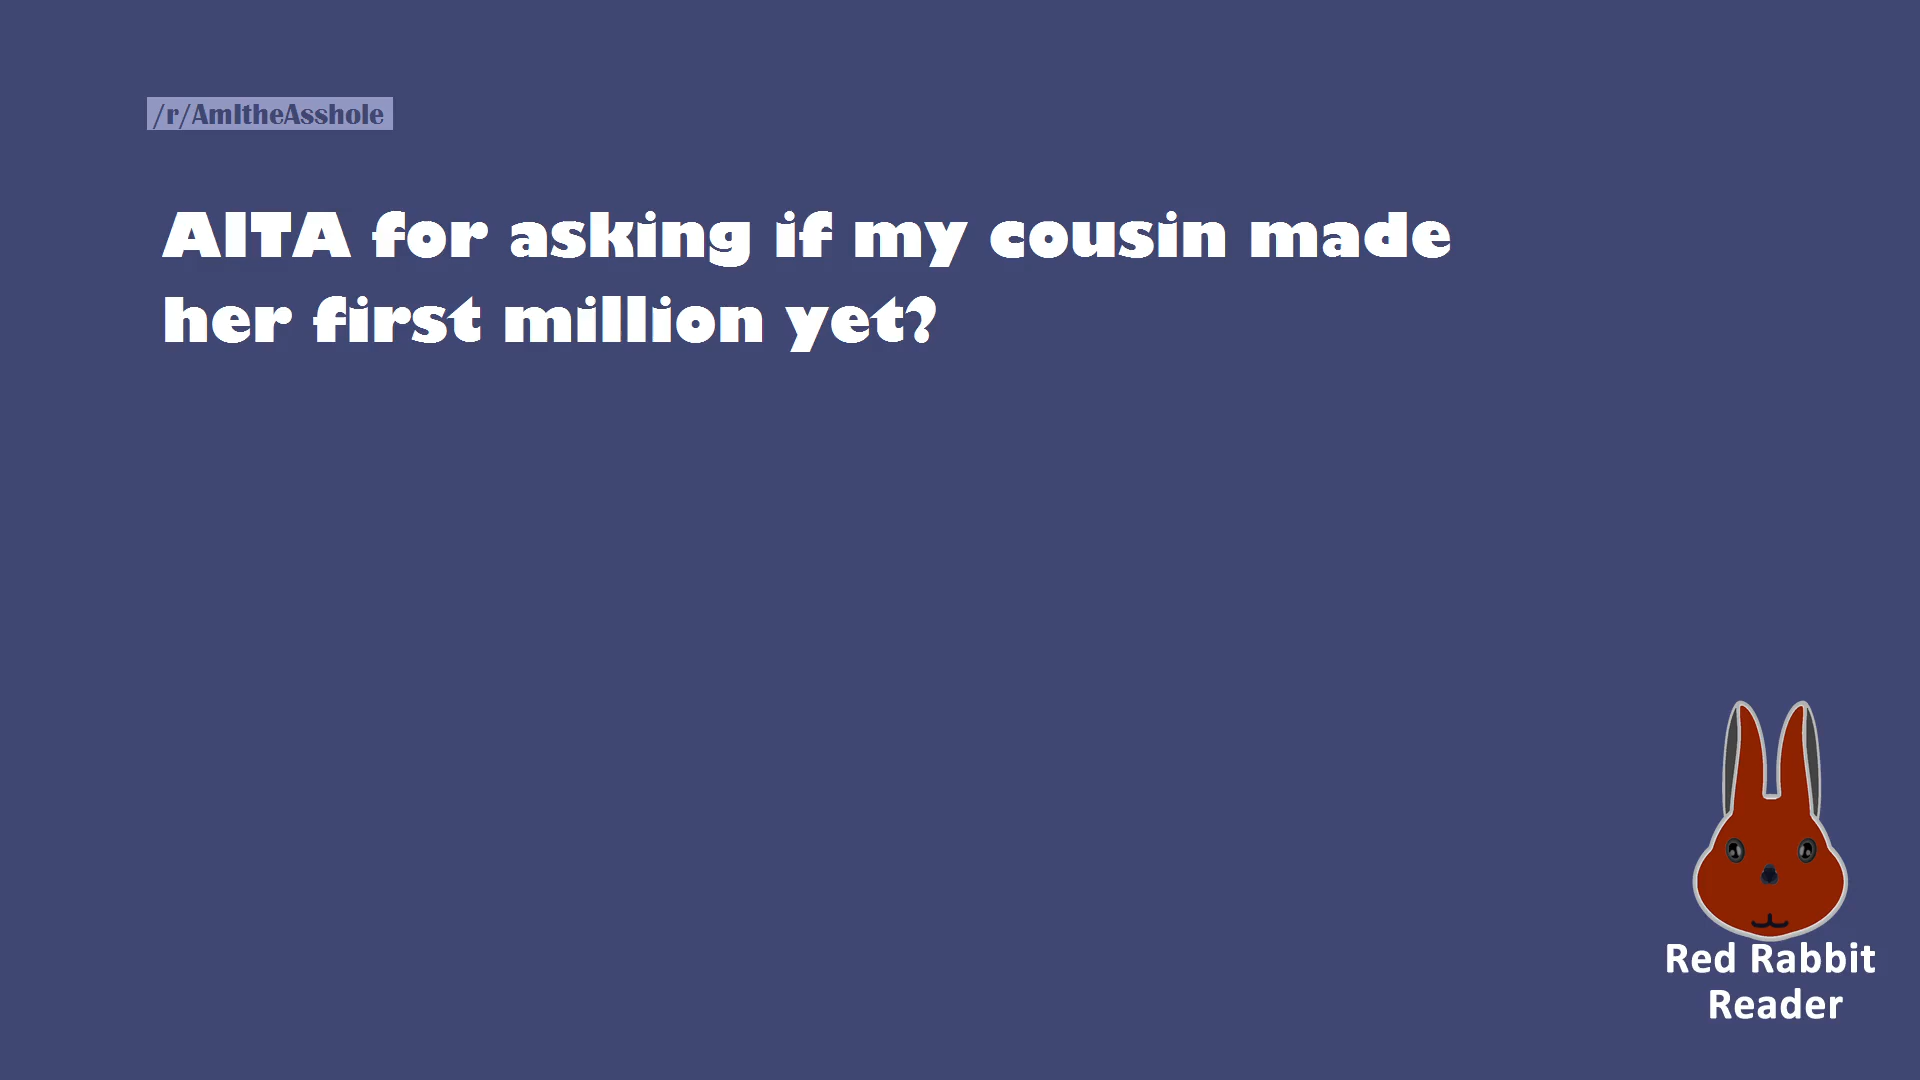 /r/AmItheAsshole
AITA for asking if my cousin made
her first million yet?
Red Rabbit
Reader